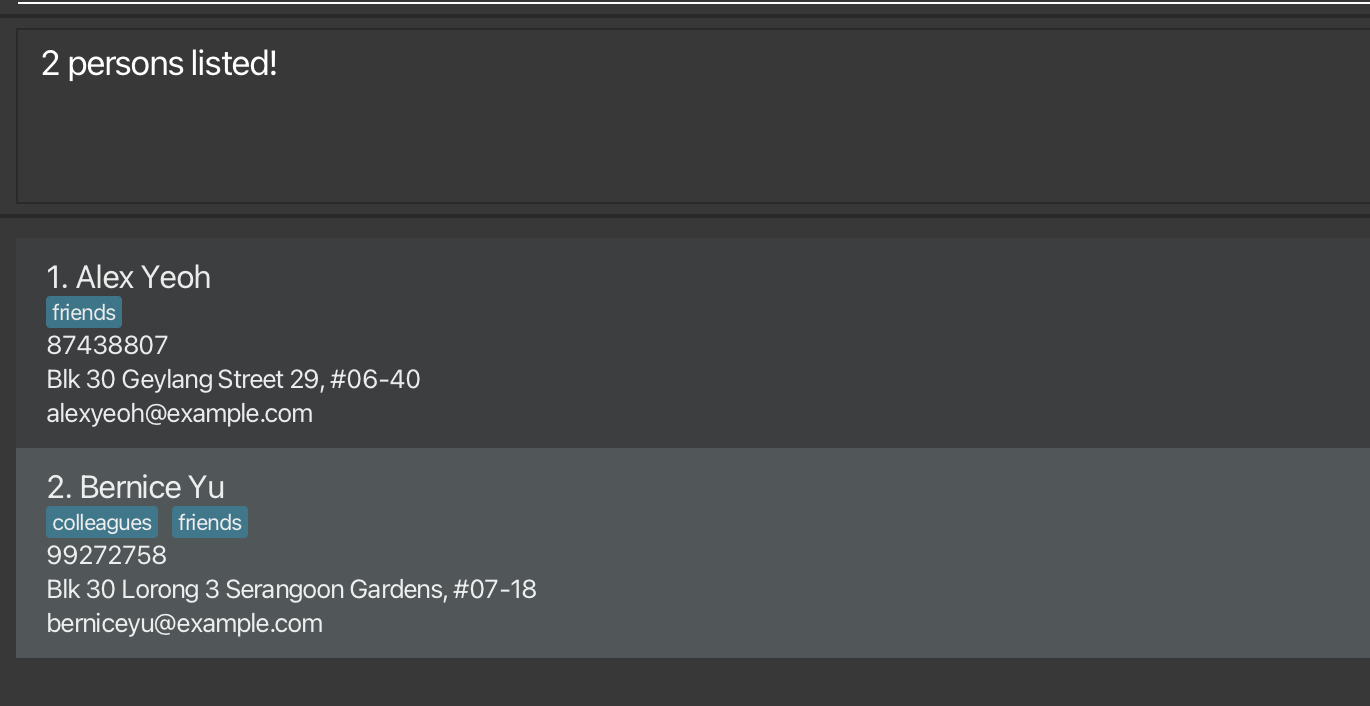 2 persons listed!
1. Alex Yeoh
friends
87438807
Blk 30 Geylang Street 29, #06-40
alexyeoh@example.com
2. Bernice Yu
colleagues friends
99272758
Blk 30 Lorong 3 Serangoon Gardens, #07-18
berniceyu@example.com